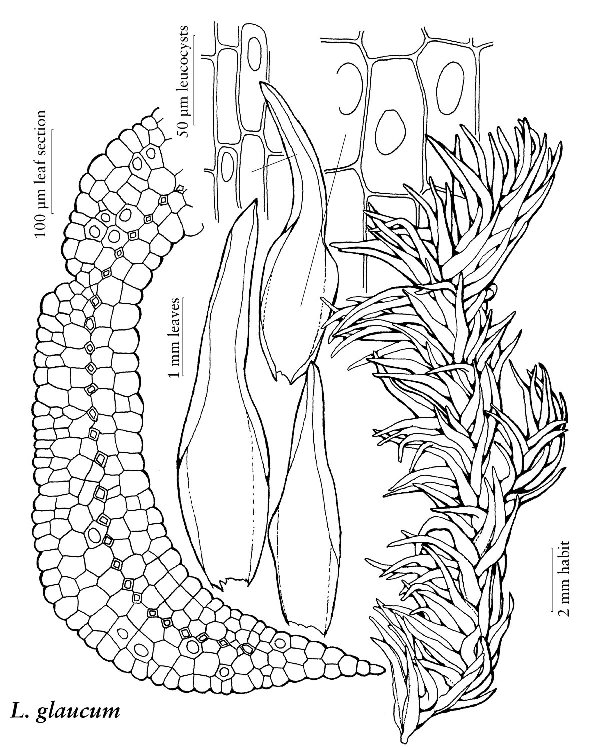 50 µm leucocysts
100 µm leaf section
1 mm leaves
2 mm habit
L. glaucum